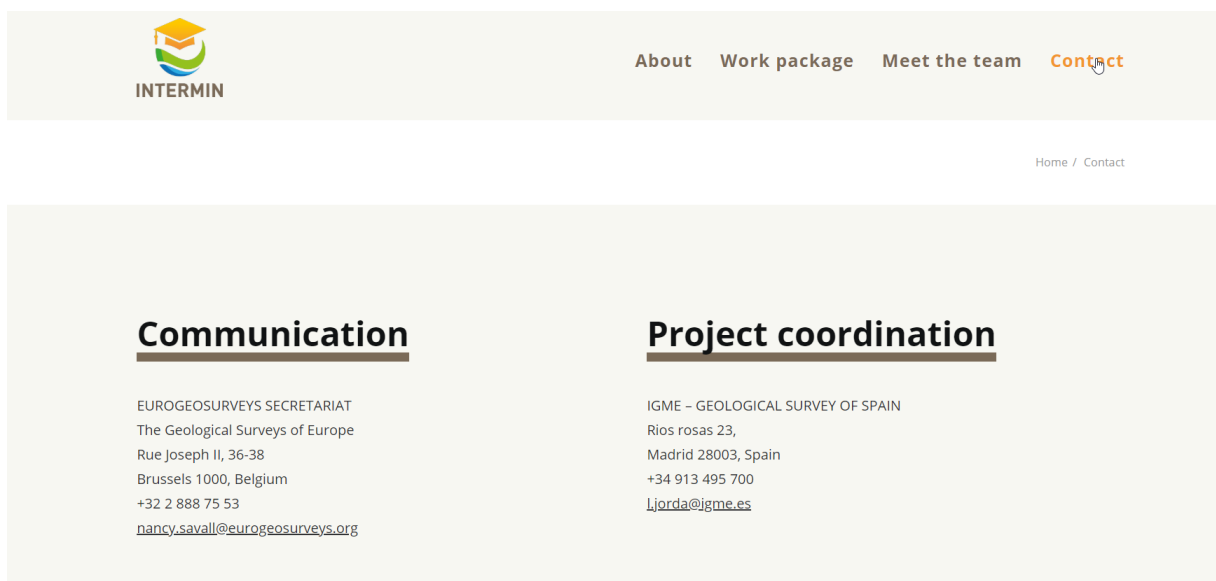 INTERMIN
About Work package Meet the team Contact
Home / Contact
Communication
EUROGEOSURVEYS SECRETARIAT
The Geological Surveys of Europe
Rue Joseph II, 36-38
Brussels 1000, Belgium
+32 2 888 75 53
nancy.savall@eurogeosurveys.org
Project coordination
IGME – GEOLOGICAL SURVEY OF SPAIN
Rios rosas 23,
Madrid 28003, Spain
+34 913 495 700
l.jorda@igme.es